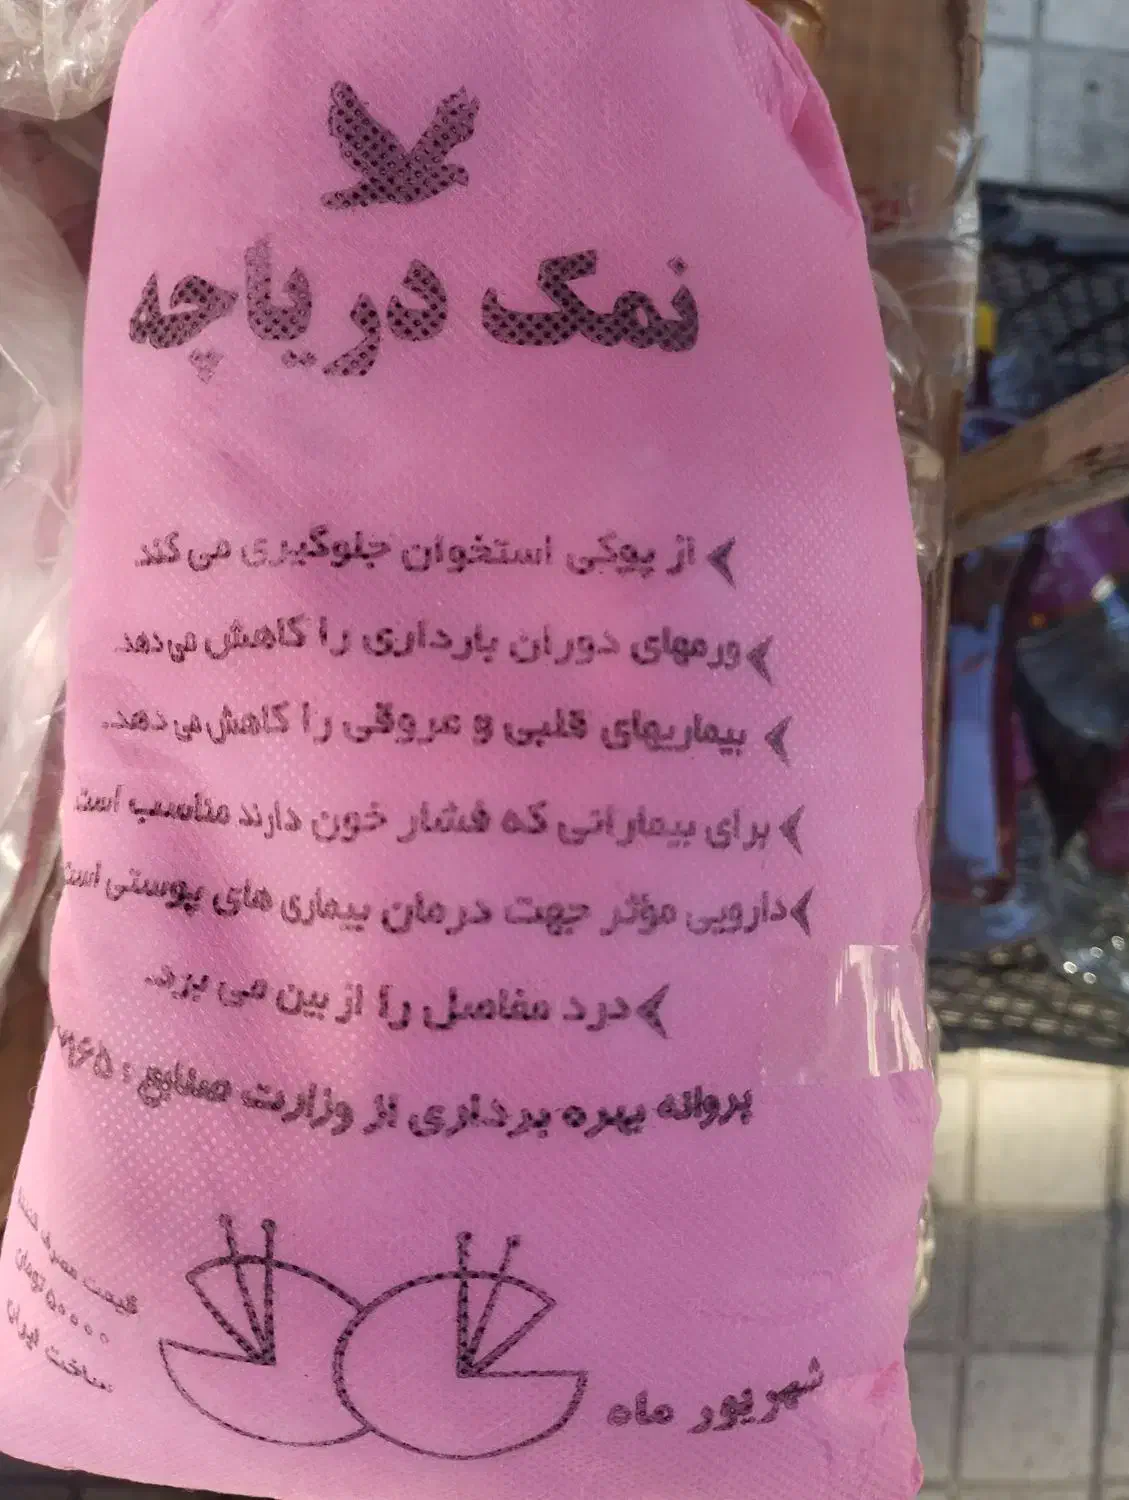 نمک دریاچه
از پوکی استخوان جلوگیری می کند.
ورمهای دوران بارداری را کاهش می دهد.
بیماریهای قلبی و عروقی را کاهش می دهد.
برای بیمارانی که فشار خون دارند مناسب است
دارویی مؤثر جهت درمان بیماری های پوستی است
درد مفاصل را از بین می برد.
پروانه بهره برداری از وزارت صنایع :
قیمت مصرف کننده
۵۰۰۰۰ تومان
ساخت ایران
شهریور ماه